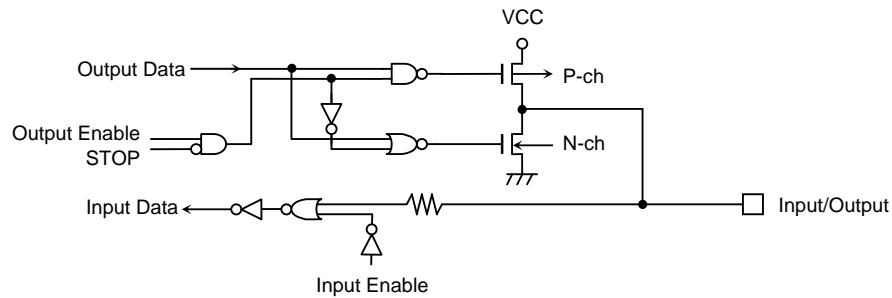 VCC
Output Data
P-ch
Output Enable
STOP
N-ch
Input Data
Input/Output
Input Enable